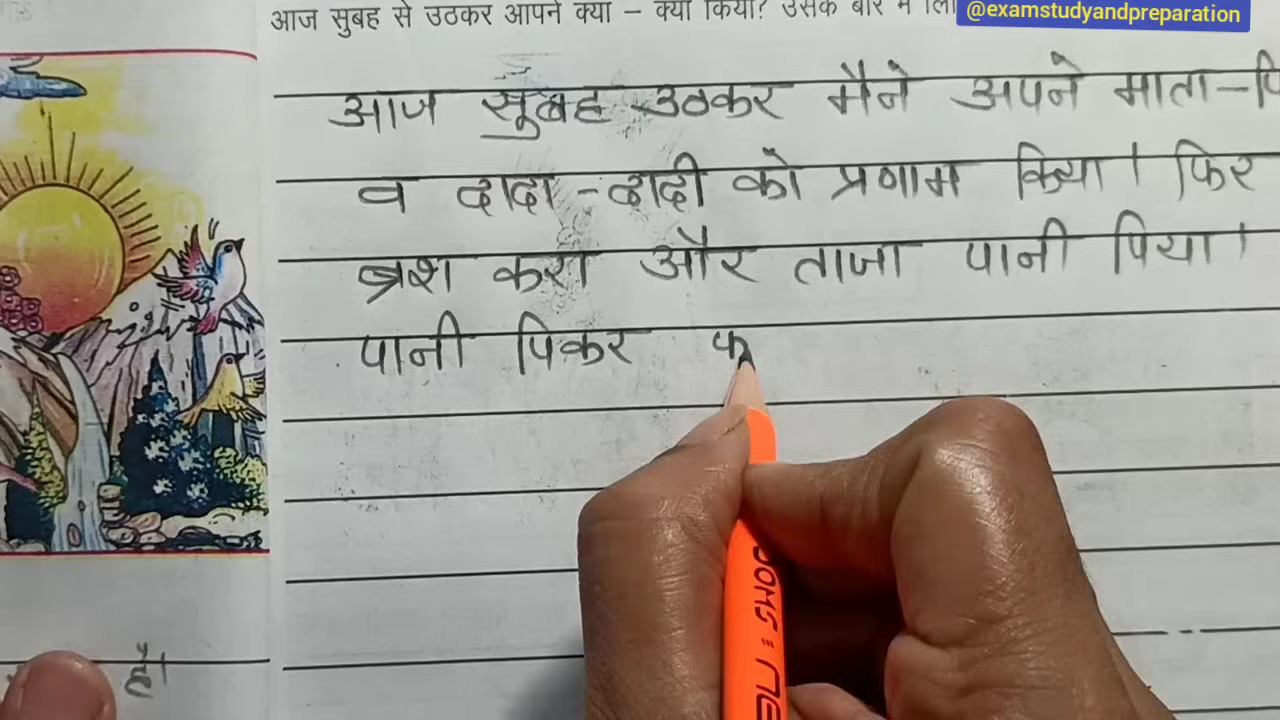 आज सुबह से उठकर आपने क्या – क्या किया? उसके बारे में
@examstudyandpreparation
आज सुबह उठकर मैने अपने माता-पि
व दादा-दादी को प्रणाम किया। फिर
ब्रश करा और ताजा पानी पिया।
पानी पिकर
है।